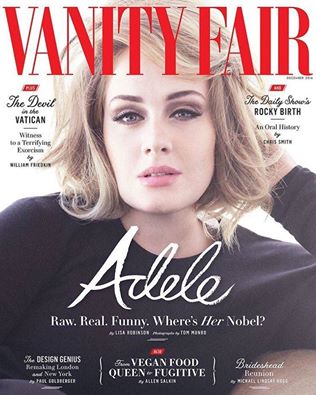 VANITY FAIR
DECEMBER 2016
PLUS
The Devil
in the
VATICAN
Witness
to a Terrifying
Exorcism
by
WILLIAM FRIEDKIN
AND
The Daily Show's
ROCKY BIRTH
An Oral History
by
CHRIS SMITH
Adele
Raw. Real. Funny. Where's Her Nobel?
By LISA ROBINSON Photographs by TOM MUNRO
The DESIGN GENIUS
Remaking London
and New York
By PAUL GOLDBERGER
ALSO
From VEGAN FOOD
QUEEN to FUGITIVE
By ALLEN SALKIN
Brideshead
Reunion
By MICHAEL LINDSAY-HOGG